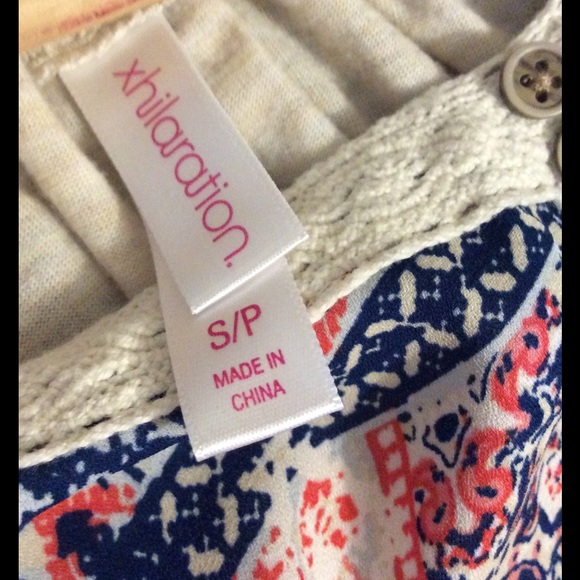 xhilaration.
S/P
MADE IN
CHINA